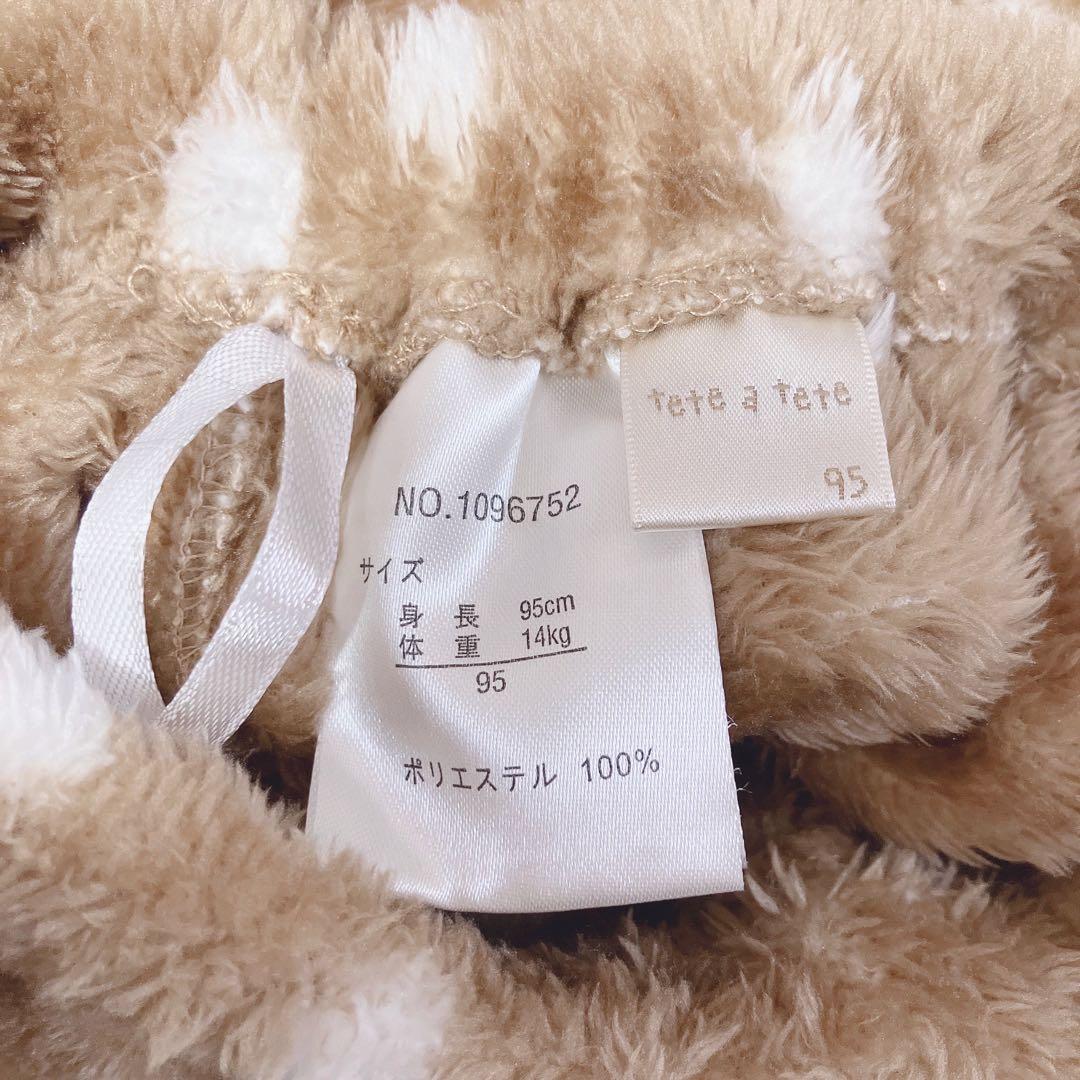 tete a tete
95
NO.1096752
サイズ
身 長 95cm
体 重 14kg
95
ポリエステル 100%